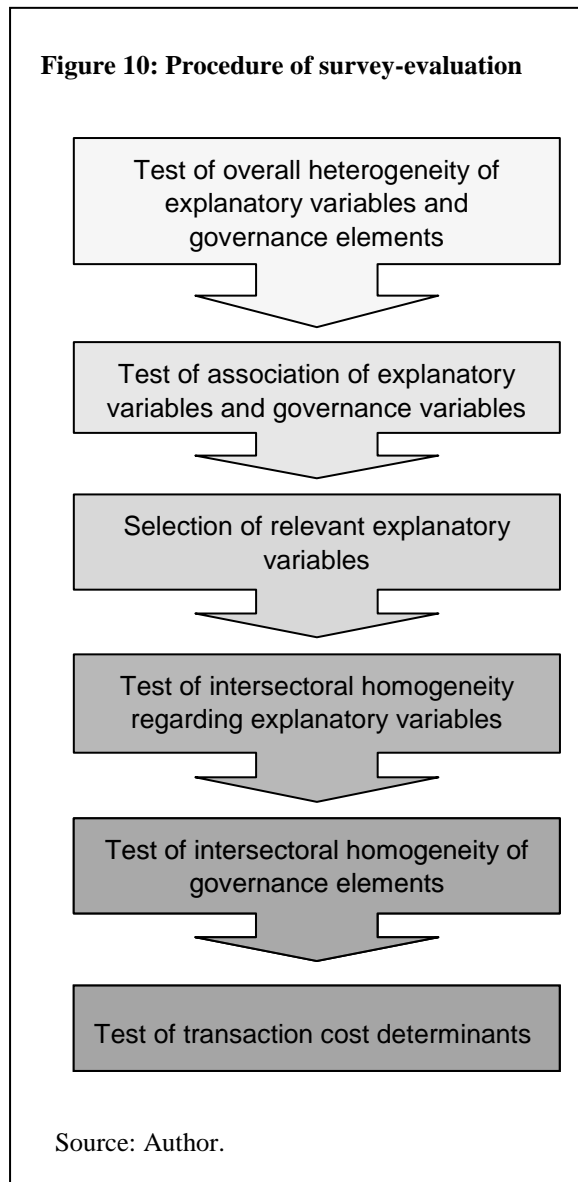 Figure 10: Procedure of survey-evaluation
Test of overall heterogeneity of
explanatory variables and
governance elements
Test of association of explanatory
variables and governance variables
Selection of relevant explanatory
variables
Test of intersectoral homogeneity
regarding explanatory variables
Test of intersectoral homogeneity of
governance elements
Test of transaction cost determinants
Source: Author.